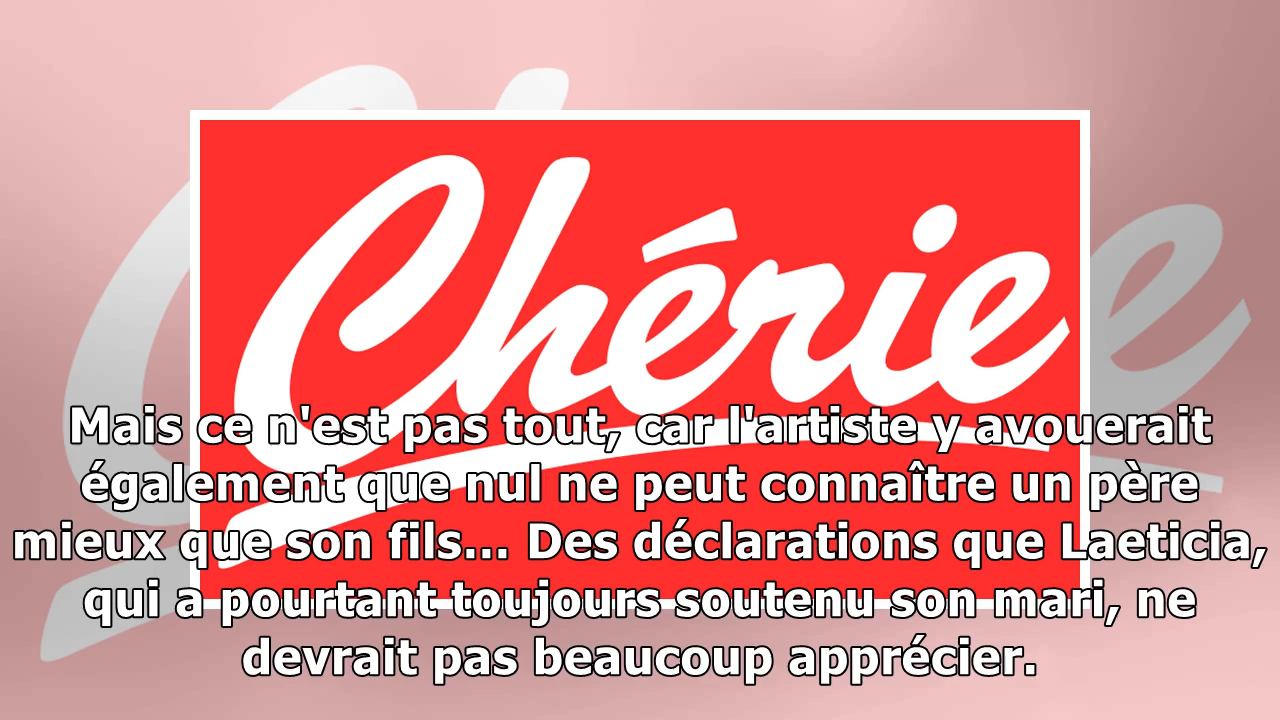 Chérie
Mais ce n'est pas tout, car l'artiste y avouerait
également que nul ne peut connaître un père
mieux que son fils... Des déclarations que Laeticia,
qui a pourtant toujours soutenu son mari, ne
devrait pas beaucoup apprécier.